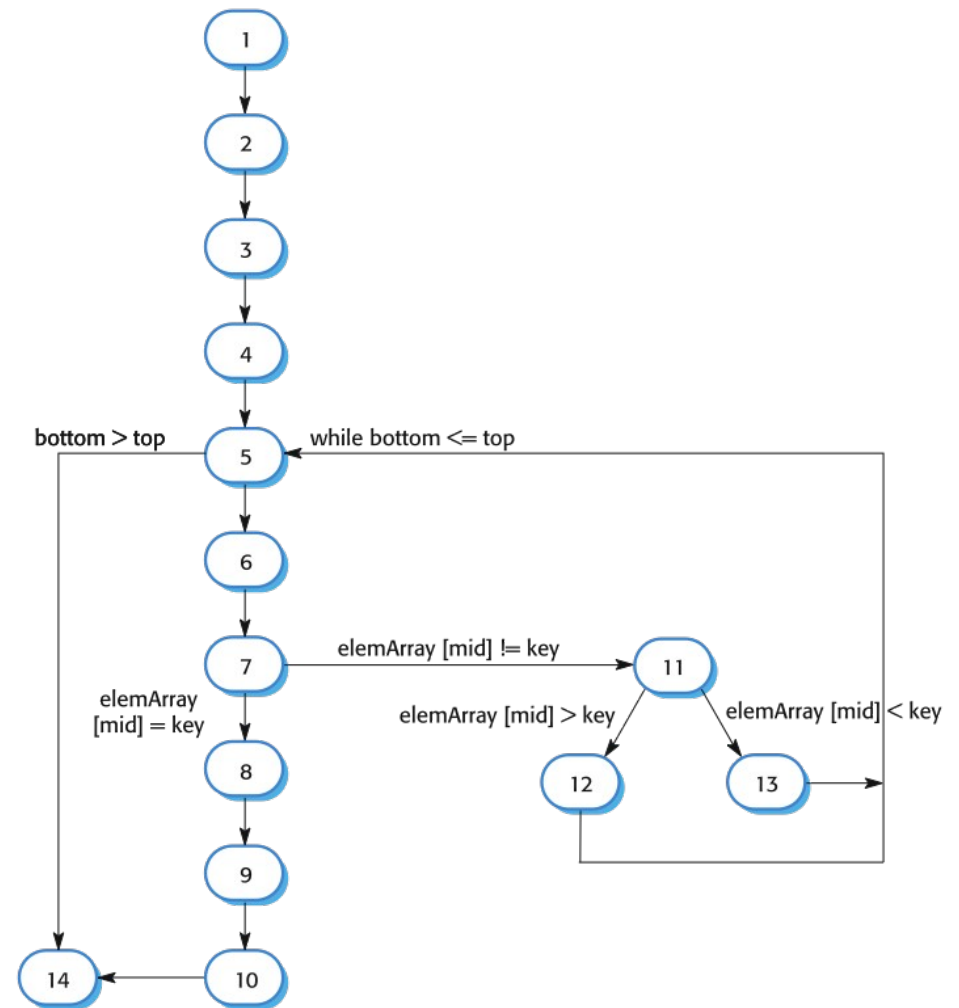 1
2
3
4
bottom > top
while bottom <= top
5
6
elemArray [mid] != key
7
11
elemArray
[mid] = key
elemArray [mid] > key
elemArray [mid] < key
8
12
13
9
14
10